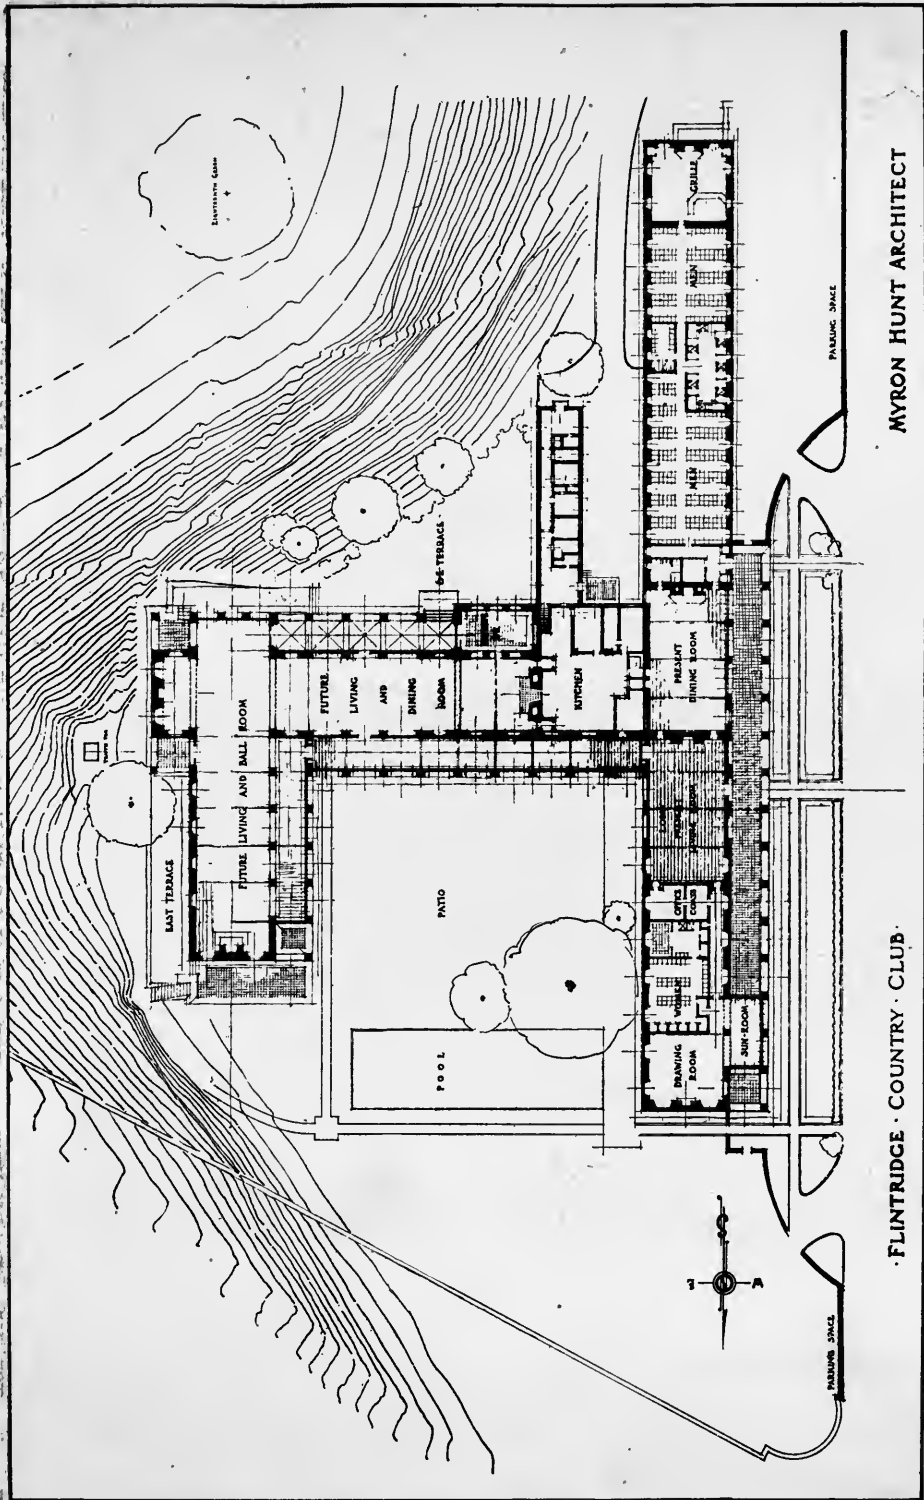 EIGHTEENTH GREEN
EAST TERRACE
FUTURE LIVING AND BALL ROOM
FUTURE
LIVING
AND
DINING
ROOM
KITCHEN
PATIO
POOL
PRESENT
DINING ROOM
OFFICE
COATS
WOMEN
DRAWING
ROOM
SUN-ROOM
MEN
MEN
GRILLE
PARKING SPACE
PARKING SPACE
·FLINTRIDGE · COUNTRY · CLUB·
MYRON HUNT ARCHITECT